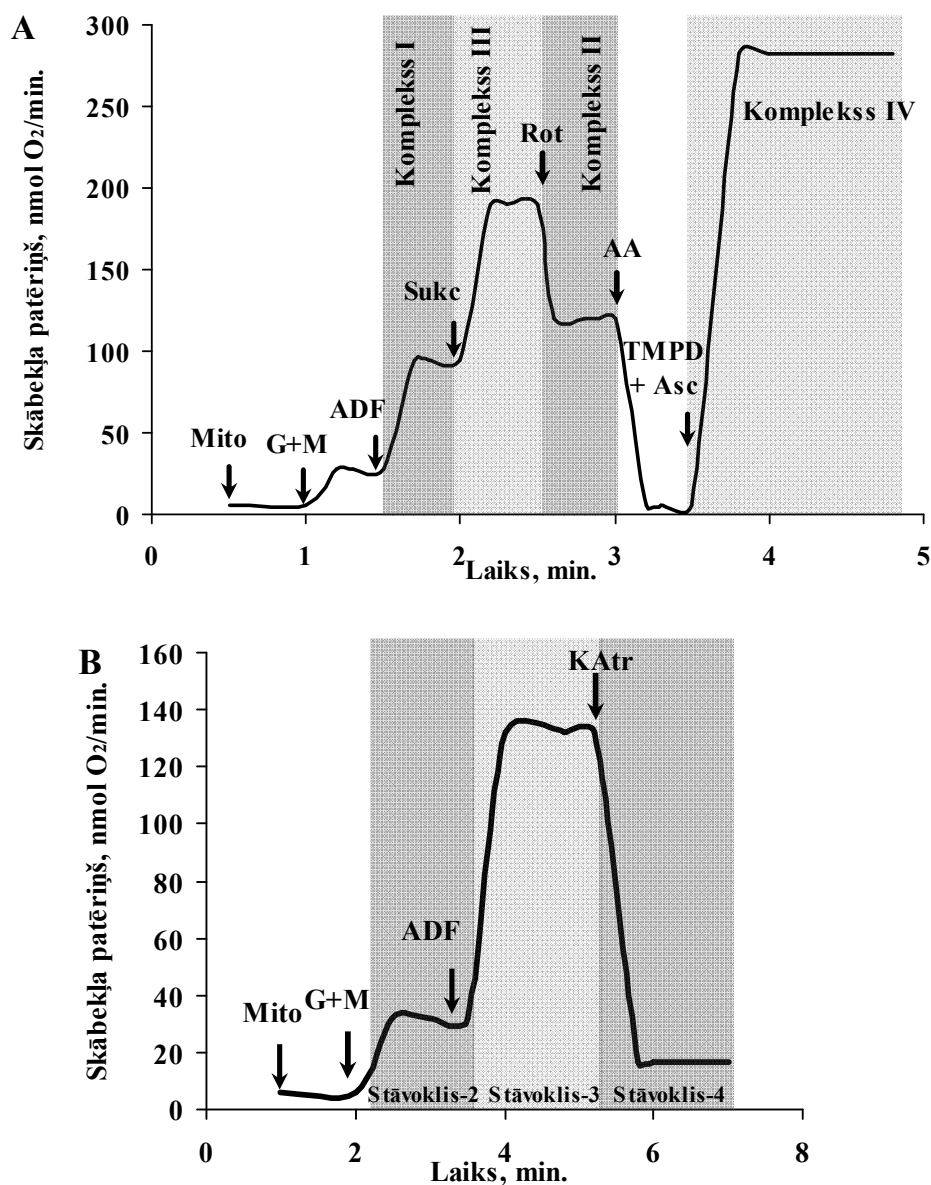 A
Skābekļa patēriņš, nmol O2/min.
300
250
200
150
100
50
0
Komplekss I
Komplekss III
Komplekss II
Komplekss IV
Rot
Sukc
AA
TMPD
+ Asc
ADF
Mito
G+M
0
1
2
3
4
5
Laiks, min.
B
Skābekļa patēriņš, nmol O2/min.
160
140
120
100
80
60
40
20
0
KAtr
ADF
Mito
G+M
Stāvoklis-2
Stāvoklis-3
Stāvoklis-4
0
2
4
6
8
Laiks, min.